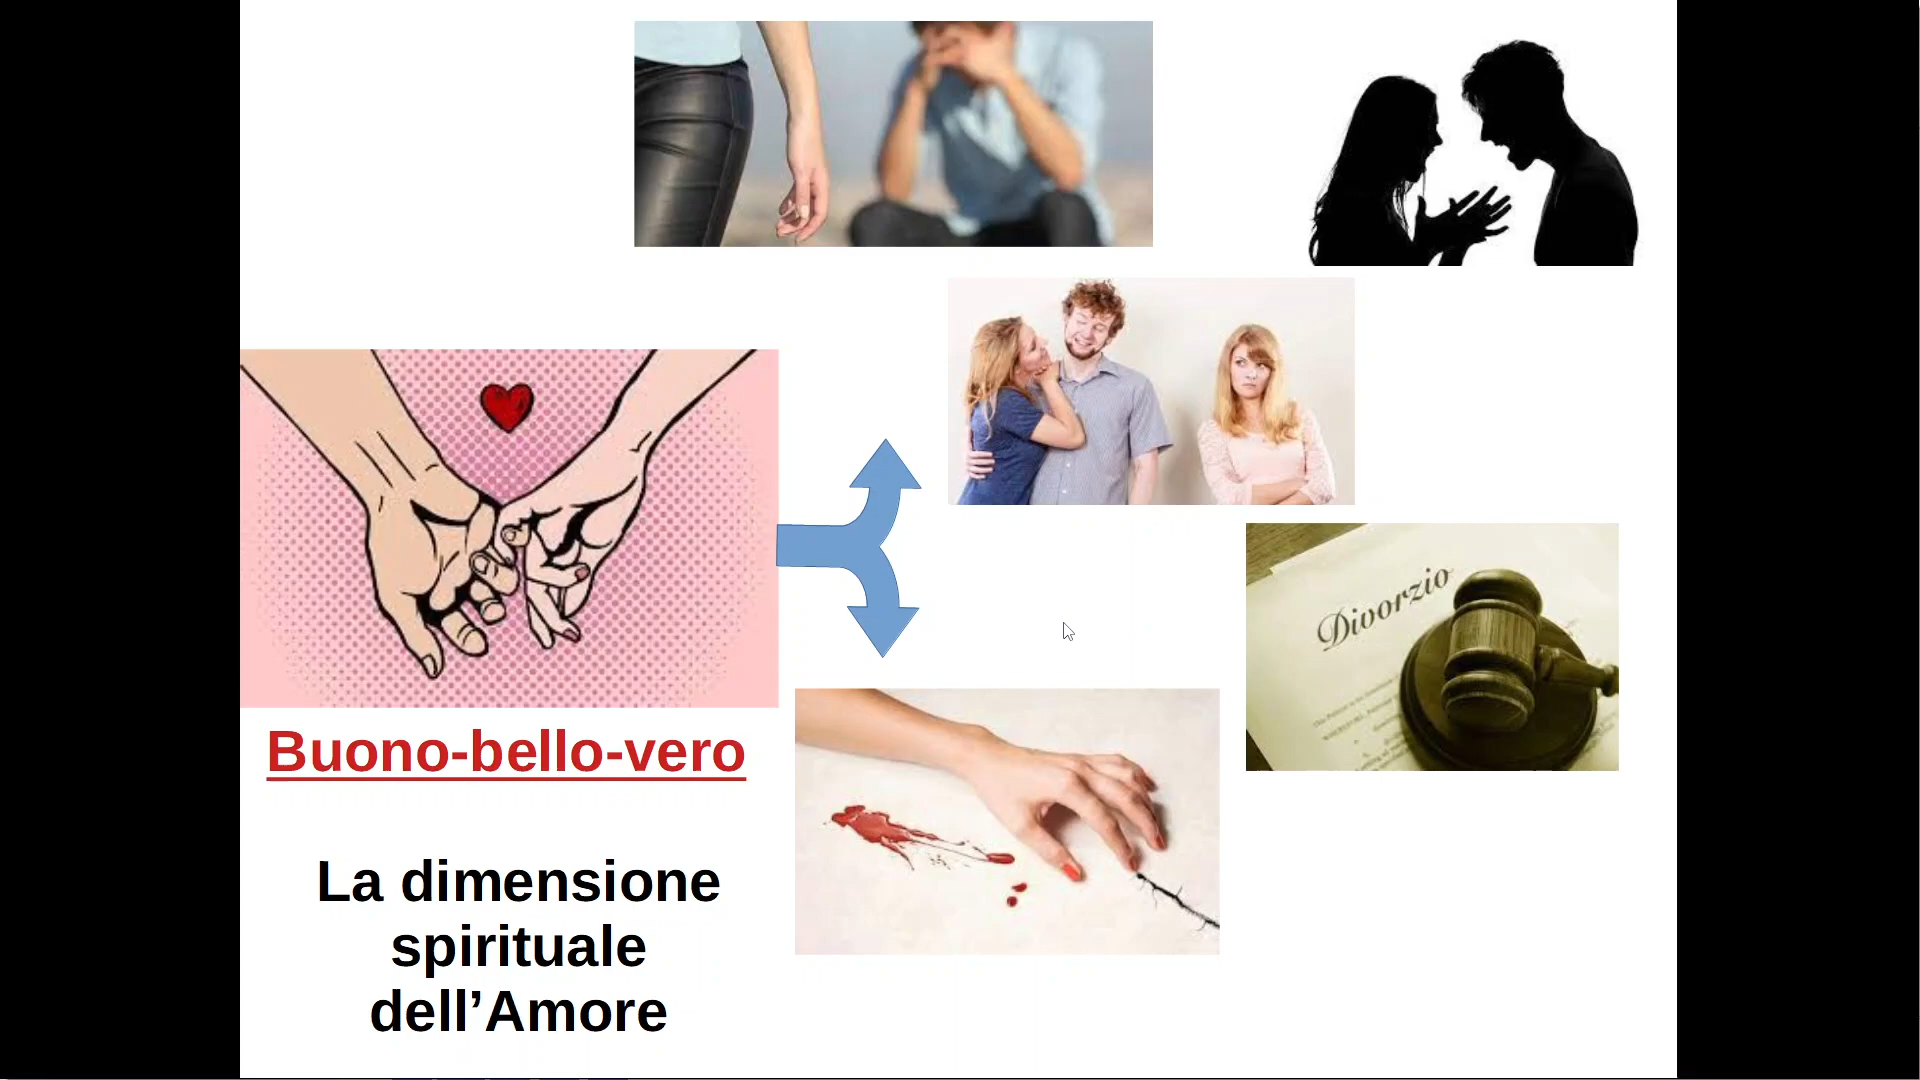 Buono-bello-vero
La dimensione
spirituale
dell’Amore
Divorzio